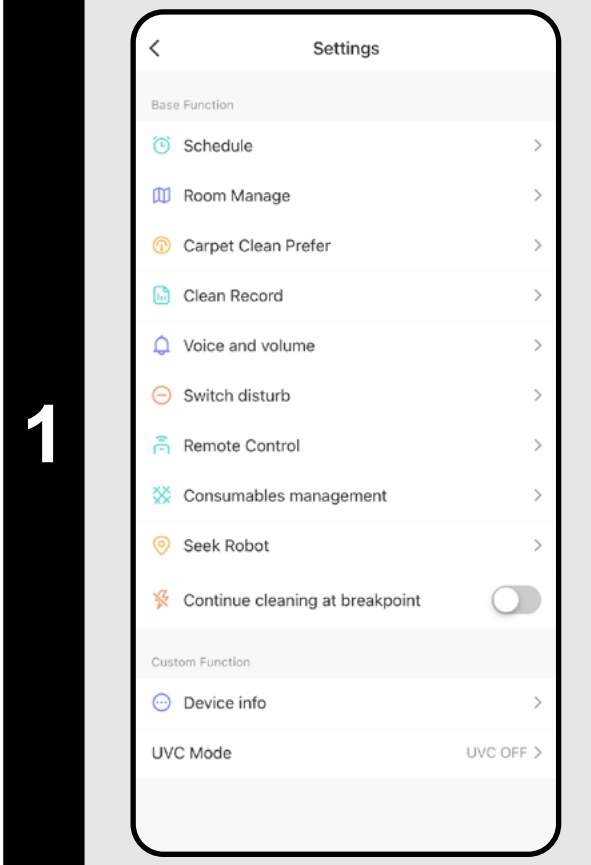 1
Settings
Base Function
Schedule
Room Manage
Carpet Clean Prefer
Clean Record
Voice and volume
Switch disturb
Remote Control
Consumables management
Seek Robot
Continue cleaning at breakpoint
Custom Function
Device info
UVC Mode UVC OFF